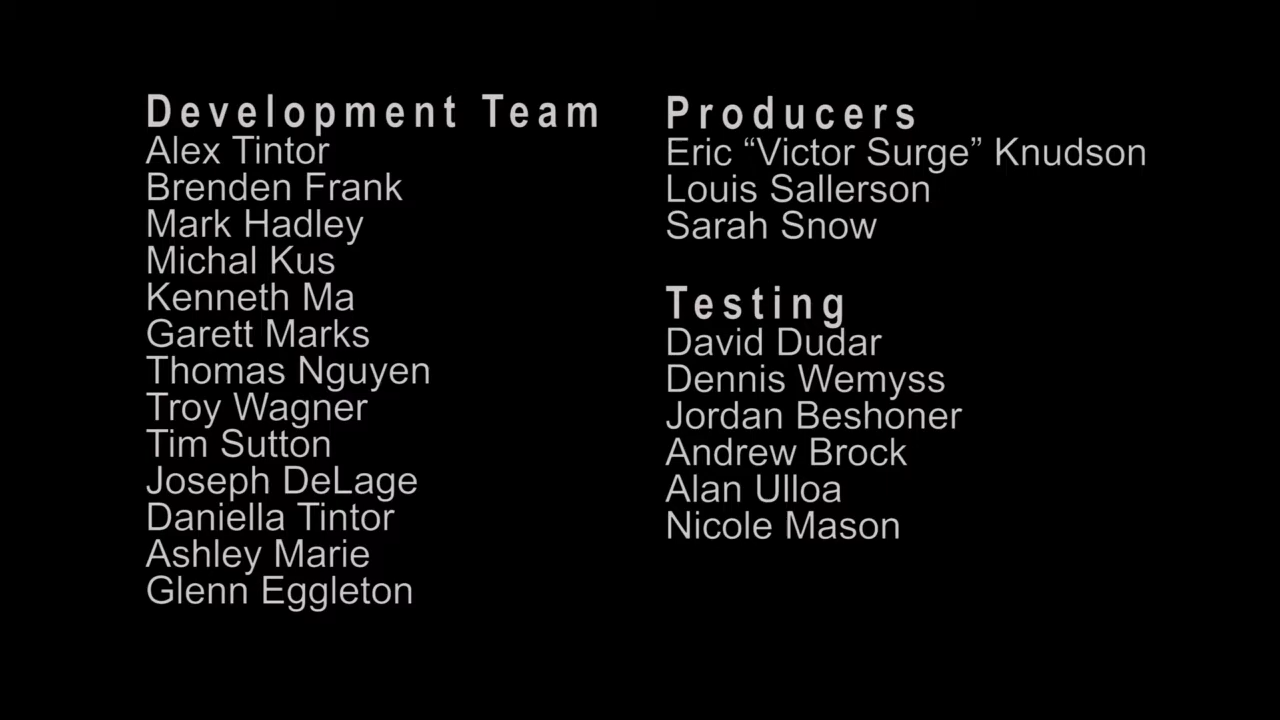 Development Team
Alex Tintor
Brenden Frank
Mark Hadley
Michal Kus
Kenneth Ma
Garett Marks
Thomas Nguyen
Troy Wagner
Tim Sutton
Joseph DeLage
Daniella Tintor
Ashley Marie
Glenn Eggleton
Producers
Eric “Victor Surge” Knudson
Louis Sallerson
Sarah Snow
Testing
David Dudar
Dennis Wemyss
Jordan Beshoner
Andrew Brock
Alan Ulloa
Nicole Mason